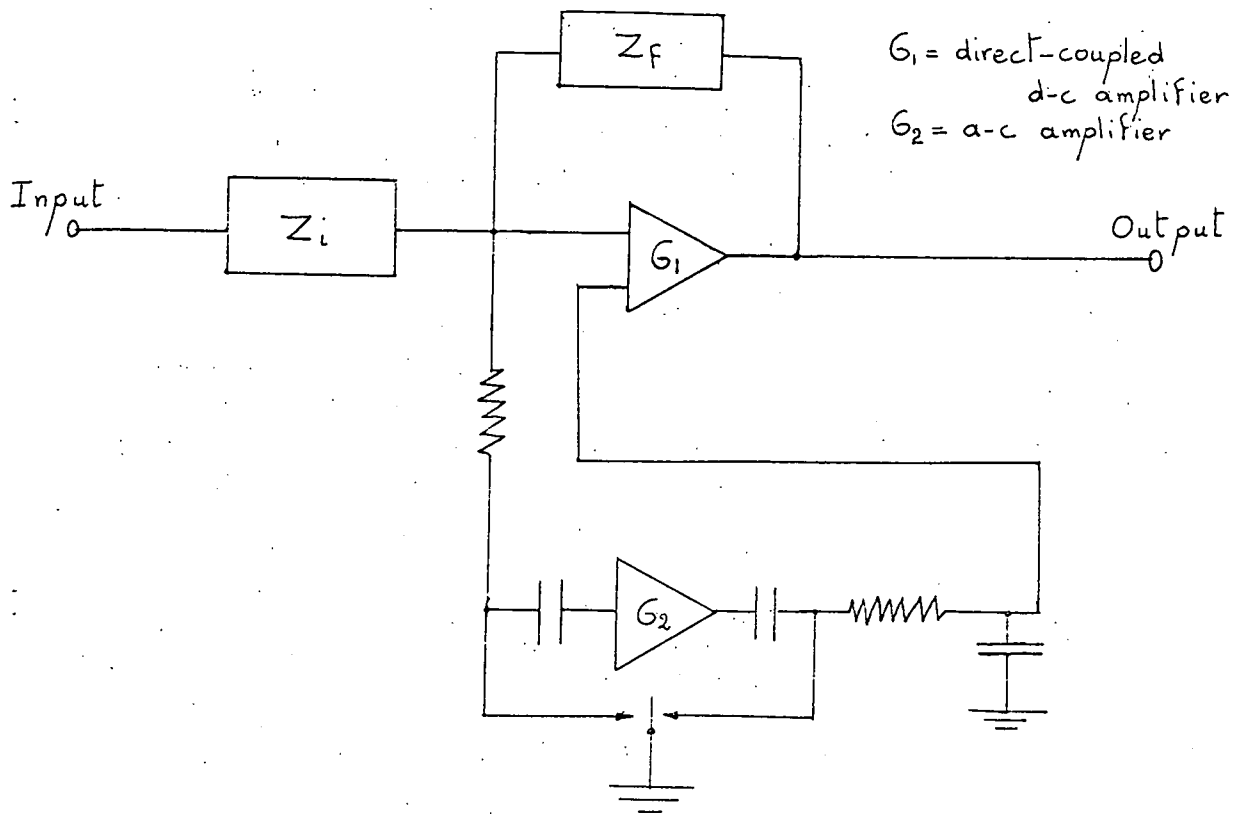 Z_f
G₁ = direct-coupled
d-c amplifier
G₂ = a-c amplifier
Input
Z_i
G₁
Output
G₂